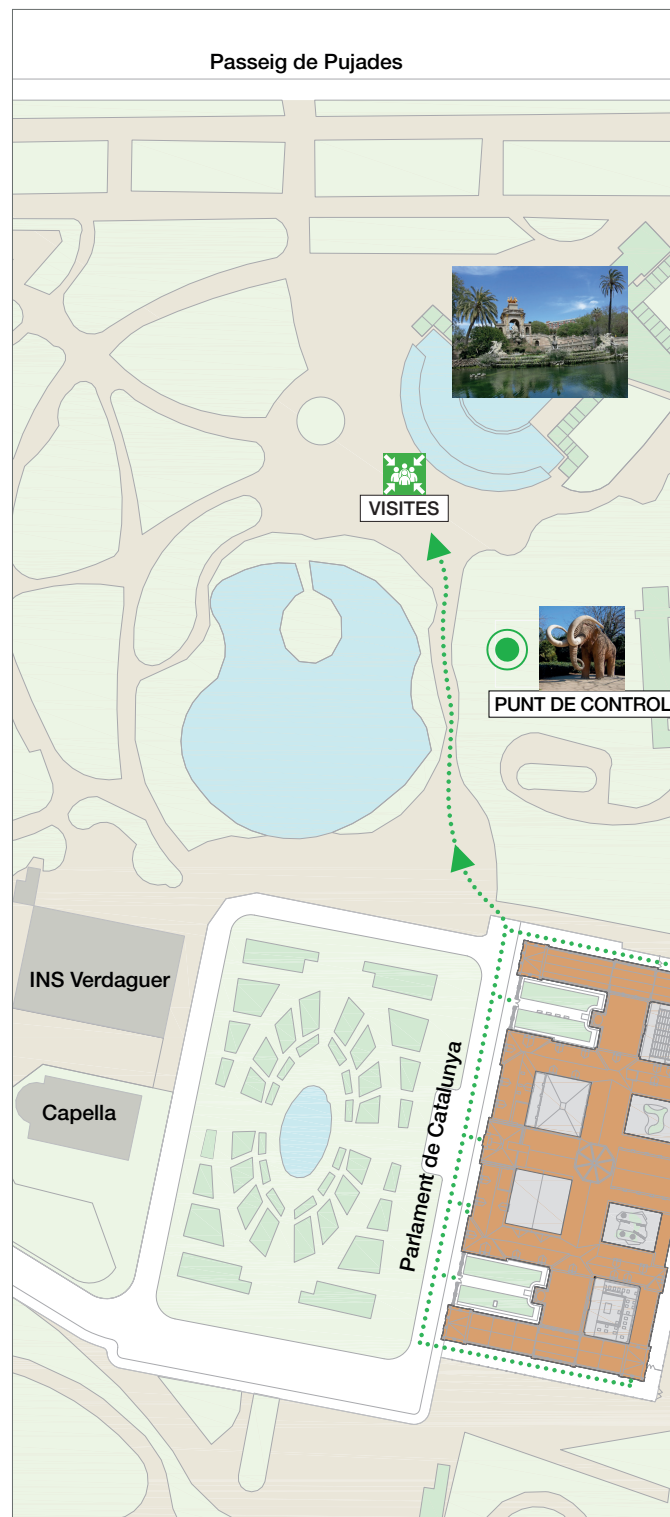 Passeig de Pujades
VISITES
PUNT DE CONTROL
INS Verdaguer
Capella
Parlament de Catalunya